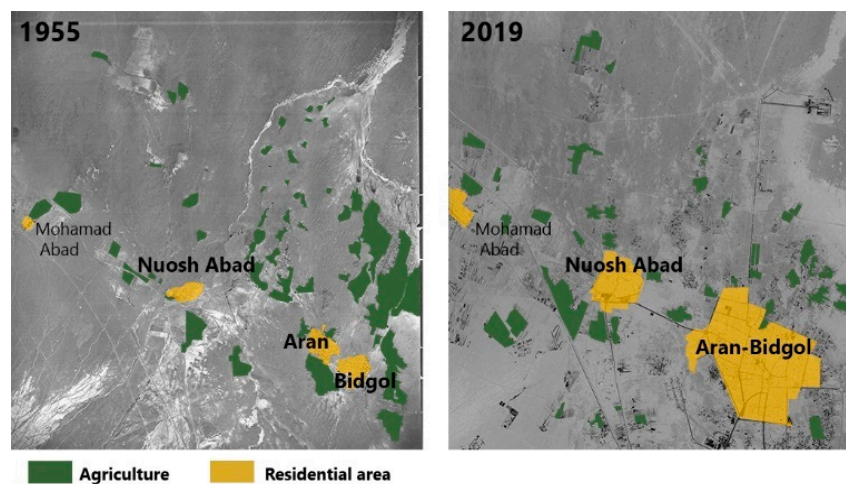 1955
Mohamad
Abad
Nuosh Abad
Aran
Bidgol
2019
Mohamad
Abad
Nuosh Abad
Aran-Bidgol
Agriculture
Residential area